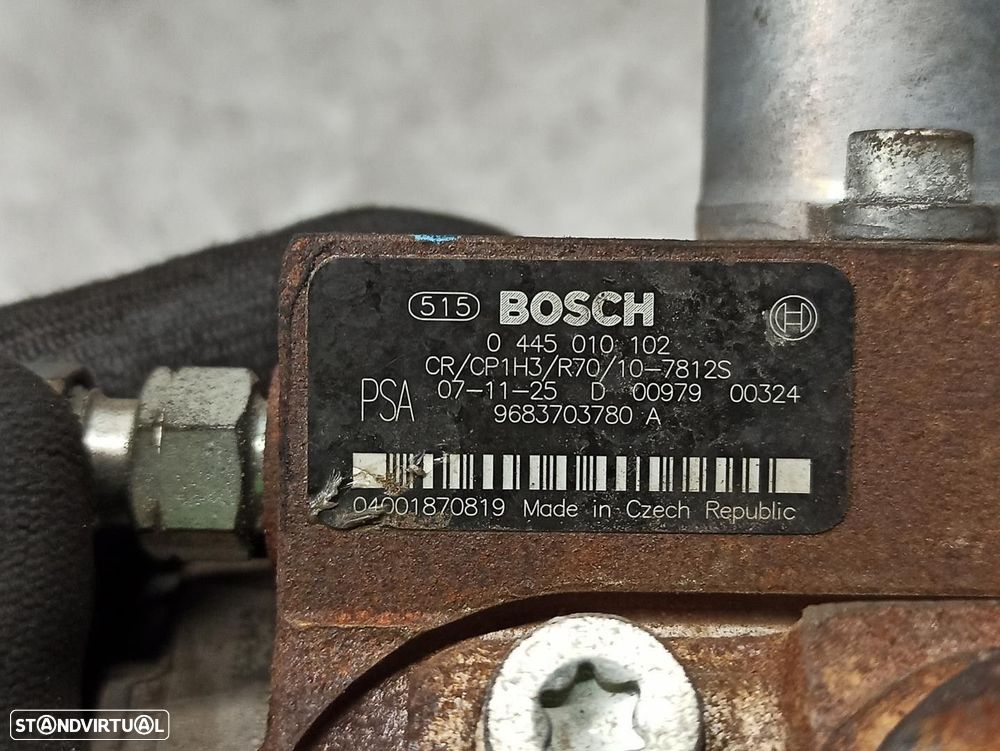 515 BOSCH
0 445 010 102
CR/CP1H3/R70/10-7812S
PSA 07-11-25 D 00979 00324
9683703780 A
04001870819 Made in Czech Republic
STANDVIRTUAL